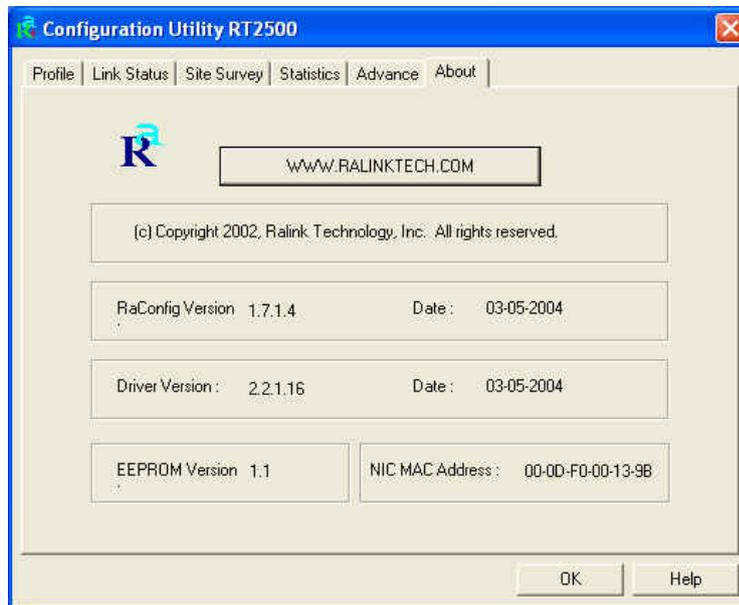 Configuration Utility RT2500
Profile Link Status Site Survey Statistics Advance About
Ra
WWW.RALINKTECH.COM
(c) Copyright 2002, Ralink Technology, Inc. All rights reserved.
RaConfig Version 1.7.1.4 Date : 03-05-2004
Driver Version : 2.2.1.16 Date : 03-05-2004
EEPROM Version 1.1 NIC MAC Address : 00-0D-F0-00-13-9B
OK Help